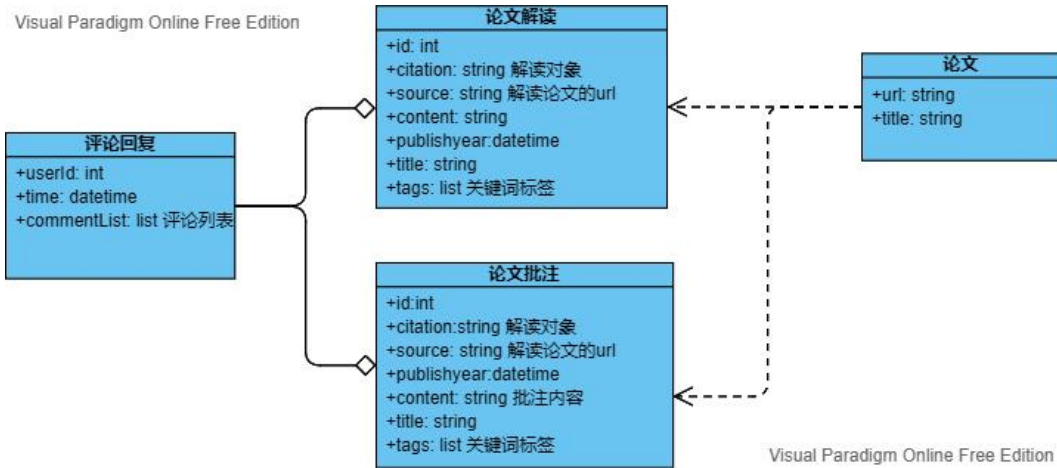 Visual Paradigm Online Free Edition
论文解读
+id: int
+citation: string 解读对象
+source: string 解读论文的url
+content: string
+publishyear:datetime
+title: string
+tags: list 关键词标签
论文
+url: string
+title: string
评论回复
+userId: int
+time: datetime
+commentList: list 评论列表
论文批注
+id:int
+citation:string 解读对象
+source: string 解读论文的url
+publishyear:datetime
+content: string 批注内容
+title: string
+tags: list 关键词标签
Visual Paradigm Online Free Edition